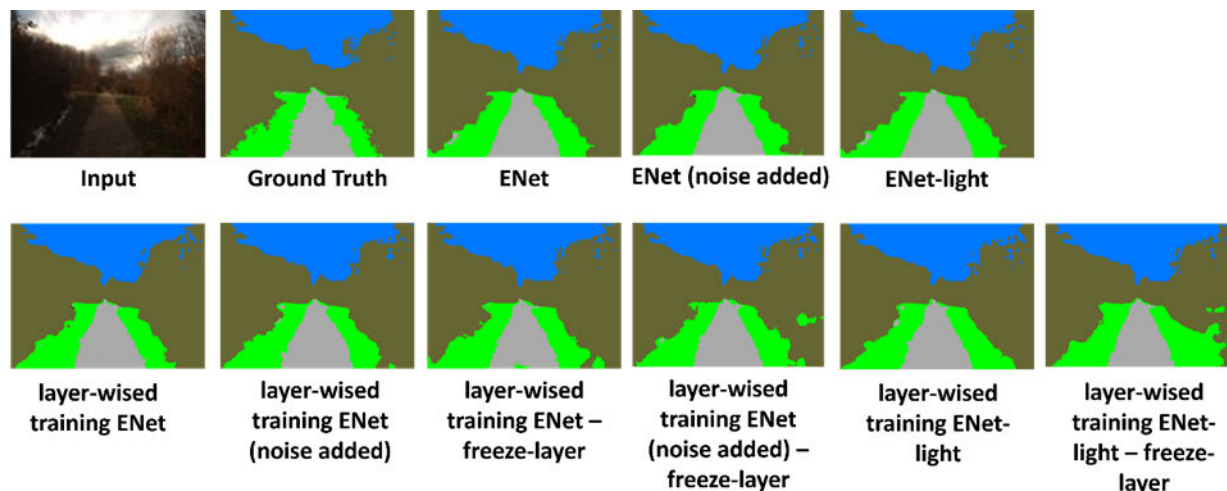 Input
Ground Truth
ENet
ENet (noise added)
ENet-light
layer-wised
training ENet
layer-wised
training ENet
(noise added)
layer-wised
training ENet –
freeze-layer
layer-wised
training ENet
(noise added) –
freeze-layer
layer-wised
training ENet-
light
layer-wised
training ENet-
light – freeze-
layer